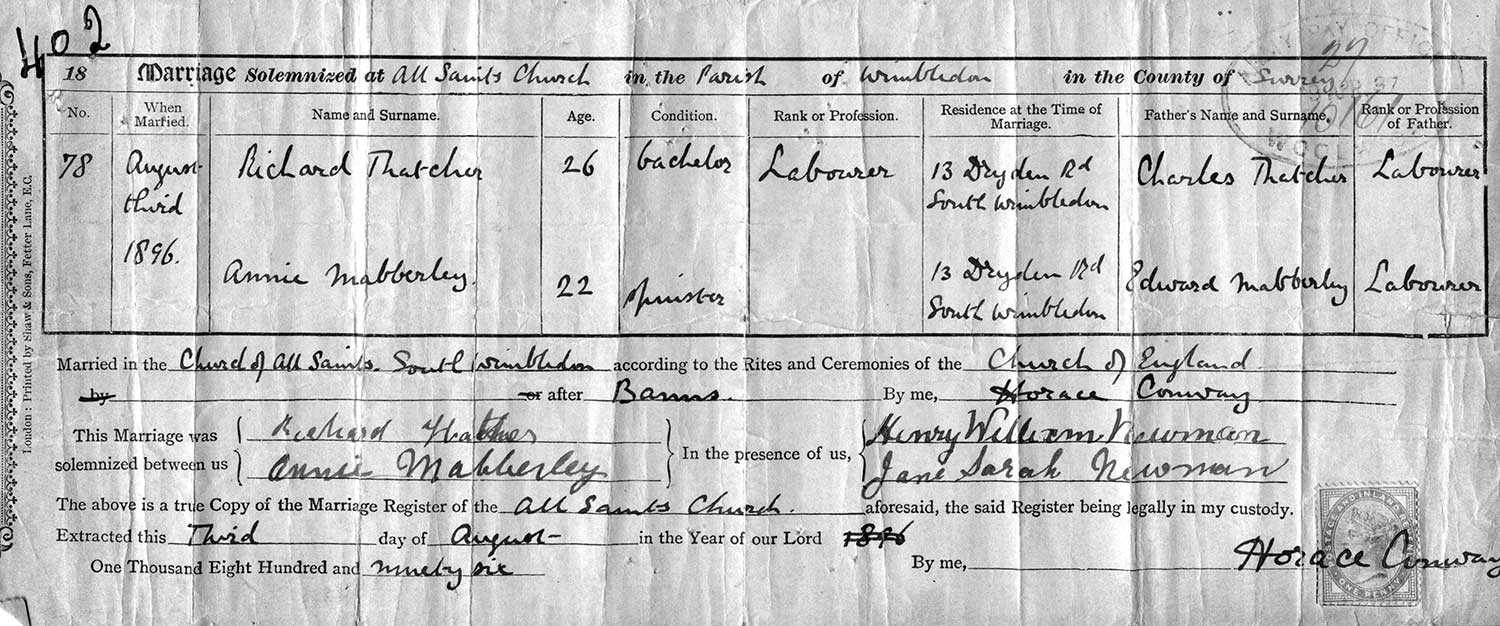 402
18 Marriage Solemnized at All Saints Church in the Parish of Wimbledon in the County of Surrey
No. When Married. Name and Surname. Age. Condition. Rank or Profession. Residence at the Time of Marriage. Father's Name and Surname. Rank or Profession of Father.
78 August third 1896. Richard Thatcher 26 bachelor Labourer 13 Dryden Rd South Wimbledon Charles Thatcher Labourer
Annie Mabberley. 22 spinster 13 Dryden Rd South Wimbledon Edward Mabberley Labourer
Married in the Church of All Saints. South Wimbledon according to the Rites and Ceremonies of the Church of England.
by or after Banns. By me, Horace Conway
This Marriage was solemnized between us { Richard Thatcher } In the presence of us, { Henry William Newman
Annie Mabberley Jane Sarah Newman
The above is a true Copy of the Marriage Register of the All Saints Church. aforesaid, the said Register being legally in my custody.
Extracted this Third day of August in the Year of our Lord 1896
One Thousand Eight Hundred and ninety six By me, Horace Conway
London: Printed by Shaw & Sons, Fetter Lane, E.C.